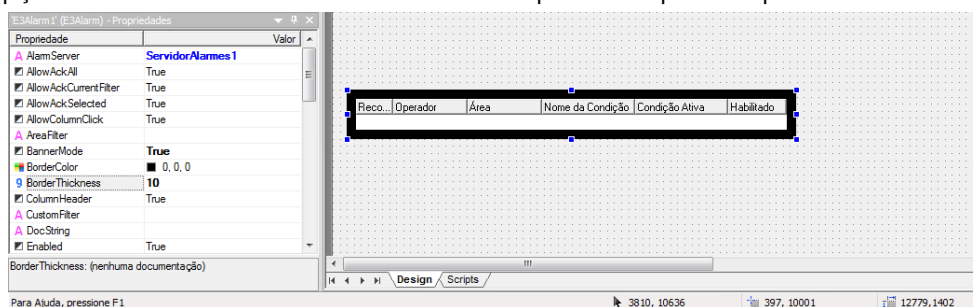 'E3Alarm1' (E3Alarm) - Propriedades
Propriedade Valor
AlarmServer ServidorAlarmes1
AllowAckAll True
AllowAckCurrentFilter True
AllowAckSelected True
AllowColumnClick True
AreaFilter
BannerMode True
BorderColor 0, 0, 0
BorderThickness 10
ColumnHeader True
CustomFilter
DocString
Enabled True
BorderThickness: (nenhuma documentação)
Reco... Operador Área Nome da Condição Condição Ativa Habilitado
Design Scripts
Para Ajuda, pressione F1 3810, 10636 397, 10001 12779,1402